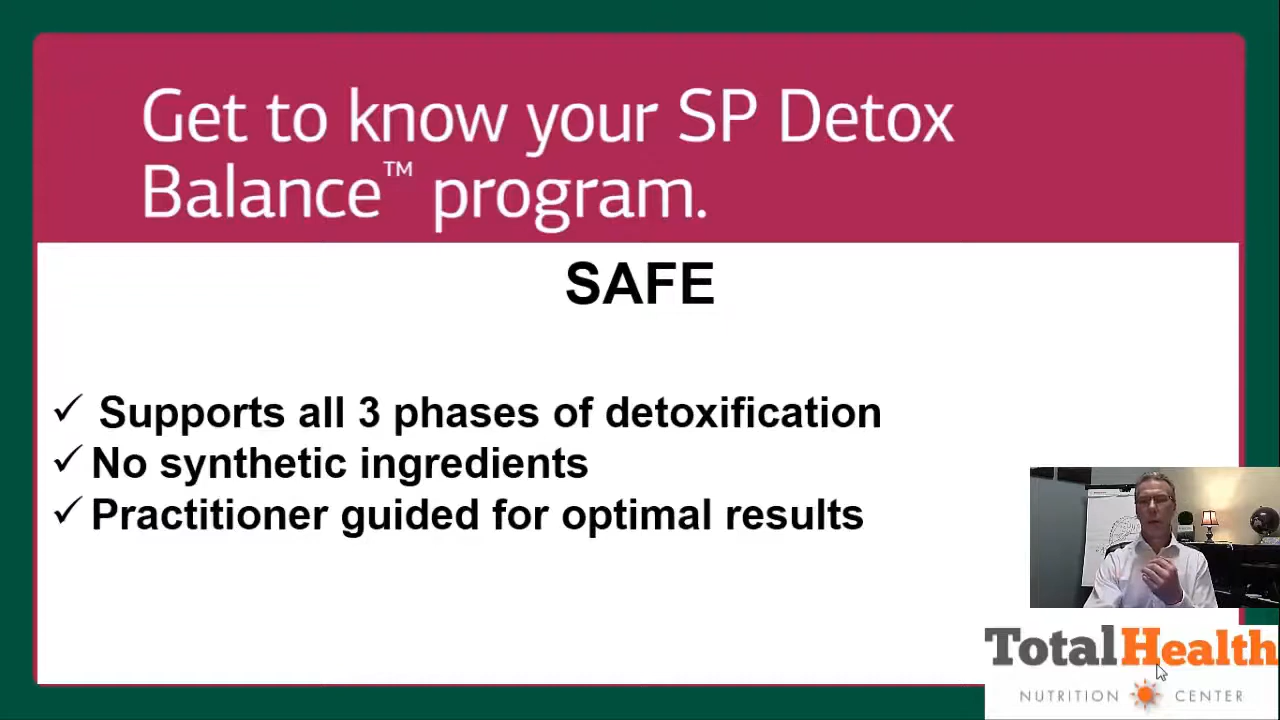 Get to know your SP Detox
Balance™ program.
SAFE
✓ Supports all 3 phases of detoxification
✓ No synthetic ingredients
✓ Practitioner guided for optimal results
TotalHealth
NUTRITION CENTER